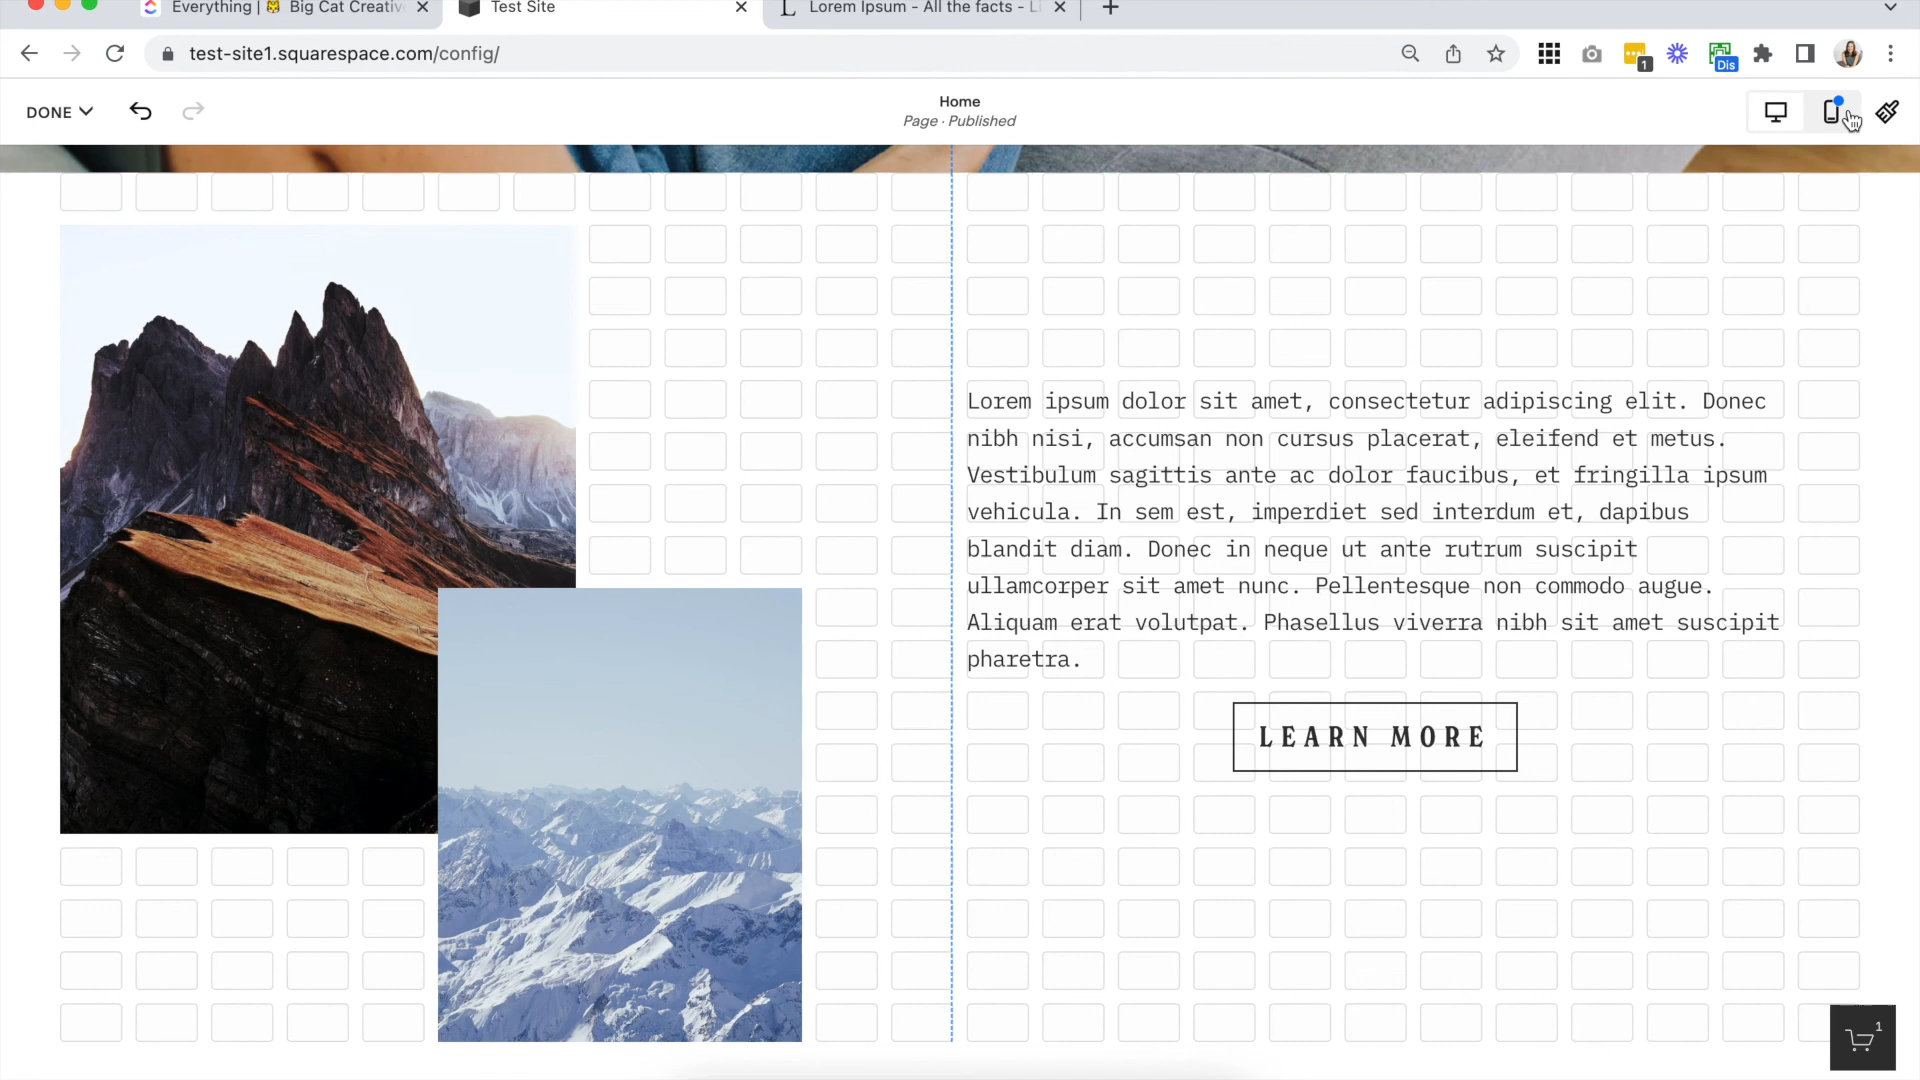 Everything | 🐯 Big Cat Creativ
Test Site
Lorem Ipsum - All the facts - Li
test-site1.squarespace.com/config/
1
Dis
DONE
Home
Page · Published
Lorem ipsum dolor sit amet, consectetur adipiscing elit. Donec
nibh nisi, accumsan non cursus placerat, eleifend et metus.
Vestibulum sagittis ante ac dolor faucibus, et fringilla ipsum
vehicula. In sem est, imperdiet sed interdum et, dapibus
blandit diam. Donec in neque ut ante rutrum suscipit
ullamcorper sit amet nunc. Pellentesque non commodo augue.
Aliquam erat volutpat. Phasellus viverra nibh sit amet suscipit
pharetra.
LEARN MORE
1